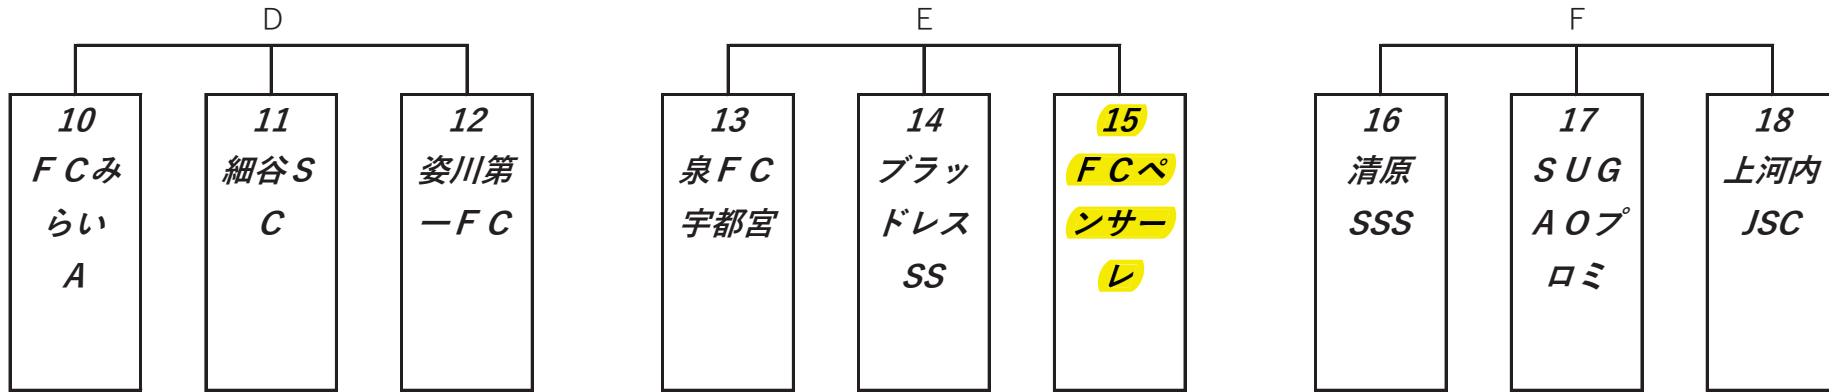 D
10
ＦＣみ
らい
A
11
細谷Ｓ
Ｃ
12
姿川第
一ＦＣ
E
13
泉ＦＣ
宇都宮
14
ブラッ
ドレス
SS
15
ＦＣペ
ンサー
レ
F
16
清原
SSS
17
ＳＵＧ
ＡＯプ
ロミ
18
上河内
JSC